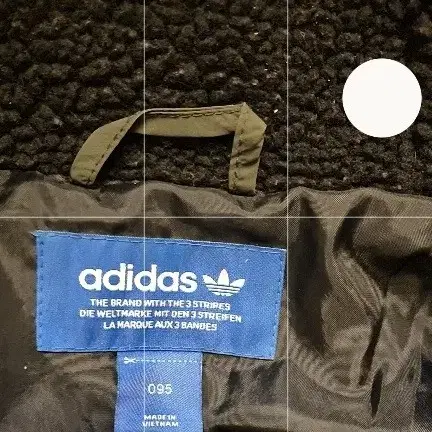 adidas
THE BRAND WITH THE 3 STRIPES
DIE WELTMARKE MIT DEN 3 STREIFEN
LA MARQUE AUX 3 BANDES
095
MADE IN
VIETNAM